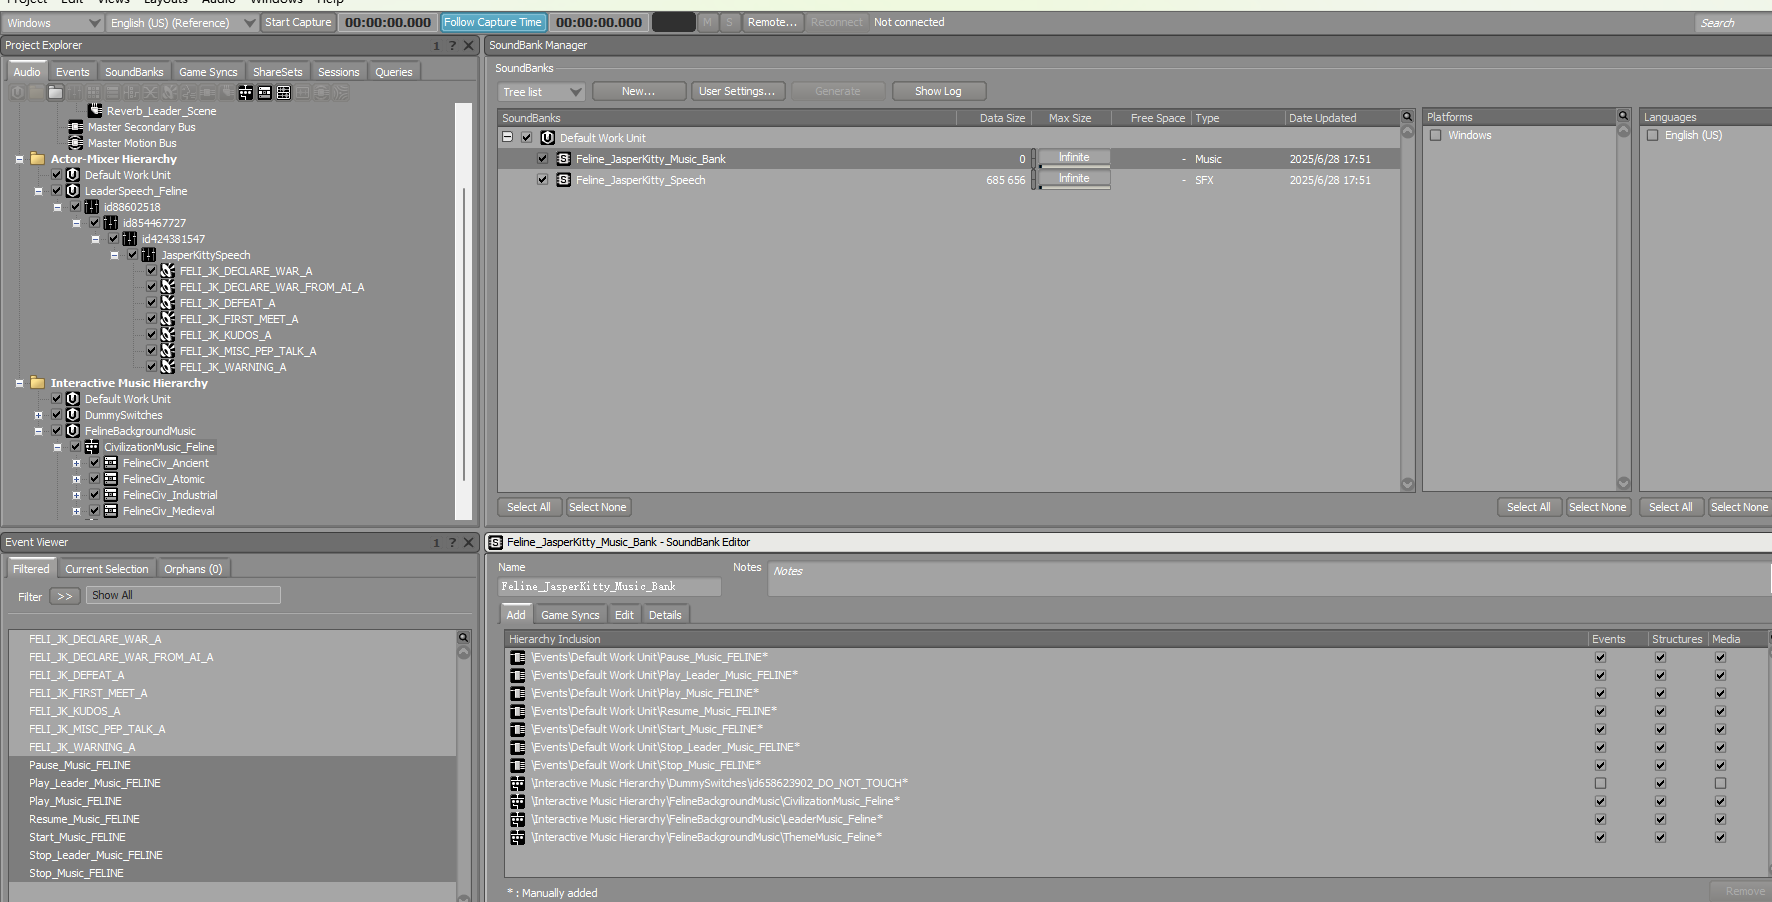 Project Edit Views Layouts Audio Windows Help
Windows English (US) (Reference) Start Capture 00:00:00.000 Follow Capture Time 00:00:00.000 M S Remote... Reconnect Not connected Search
Project Explorer 1 ?
Audio Events SoundBanks Game Syncs ShareSets Sessions Queries
Reverb_Leader_Scene
Master Secondary Bus
Master Motion Bus
Actor-Mixer Hierarchy
Default Work Unit
LeaderSpeech_Feline
id88602518
id854467727
id424381547
JasperKittySpeech
FELI_JK_DECLARE_WAR_A
FELI_JK_DECLARE_WAR_FROM_AI_A
FELI_JK_DEFEAT_A
FELI_JK_FIRST_MEET_A
FELI_JK_KUDOS_A
FELI_JK_MISC_PEP_TALK_A
FELI_JK_WARNING_A
Interactive Music Hierarchy
Default Work Unit
DummySwitches
FelineBackgroundMusic
CivilizationMusic_Feline
FelineCiv_Ancient
FelineCiv_Atomic
FelineCiv_Industrial
FelineCiv_Medieval
SoundBank Manager
SoundBanks
Tree list New... User Settings... Generate Show Log
SoundBanks Data Size Max Size Free Space Type Date Updated
Default Work Unit
Feline_JasperKitty_Music_Bank 0 Infinite - Music 2025/6/28 17:51
Feline_JasperKitty_Speech 685 656 Infinite - SFX 2025/6/28 17:51
Select All Select None
Platforms
Windows
Select All Select None
Languages
English (US)
Select All Select None
Event Viewer 1 ?
Filtered Current Selection Orphans (0)
Filter >> Show All
FELI_JK_DECLARE_WAR_A
FELI_JK_DECLARE_WAR_FROM_AI_A
FELI_JK_DEFEAT_A
FELI_JK_FIRST_MEET_A
FELI_JK_KUDOS_A
FELI_JK_MISC_PEP_TALK_A
FELI_JK_WARNING_A
Pause_Music_FELINE
Play_Leader_Music_FELINE
Play_Music_FELINE
Resume_Music_FELINE
Start_Music_FELINE
Stop_Leader_Music_FELINE
Stop_Music_FELINE
Feline_JasperKitty_Music_Bank - SoundBank Editor
Name Notes Notes
Feline_JasperKitty_Music_Bank
Add Game Syncs Edit Details
Hierarchy Inclusion Events Structures Media
\Events\Default Work Unit\Pause_Music_FELINE*
\Events\Default Work Unit\Play_Leader_Music_FELINE*
\Events\Default Work Unit\Play_Music_FELINE*
\Events\Default Work Unit\Resume_Music_FELINE*
\Events\Default Work Unit\Start_Music_FELINE*
\Events\Default Work Unit\Stop_Leader_Music_FELINE*
\Events\Default Work Unit\Stop_Music_FELINE*
\Interactive Music Hierarchy\DummySwitches\id658623902_DO_NOT_TOUCH*
\Interactive Music Hierarchy\FelineBackgroundMusic\CivilizationMusic_Feline*
\Interactive Music Hierarchy\FelineBackgroundMusic\LeaderMusic_Feline*
\Interactive Music Hierarchy\FelineBackgroundMusic\ThemeMusic_Feline*
* : Manually added Remove